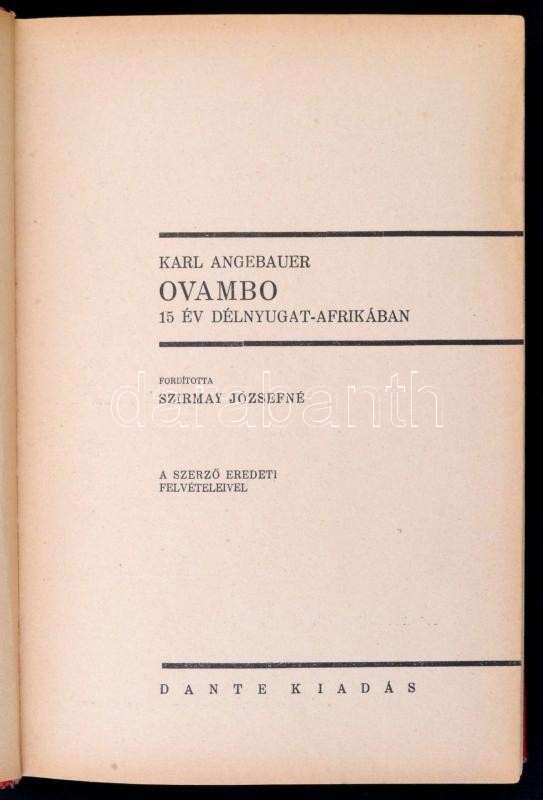 KARL ANGEBAUER
OVAMBO
15 ÉV DÉLNYUGAT-AFRIKÁBAN
FORDÍTOTTA
SZIRMAY JÓZSEFNÉ
darabanth
A SZERZŐ EREDETI
FELVÉTELEIVEL
DANTE KIADÁS